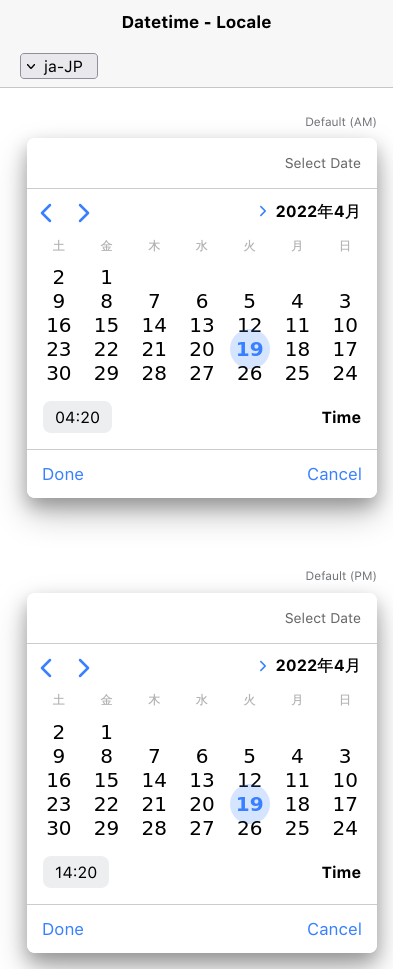 Datetime - Locale
ja-JP
Default (AM)
Select Date
2022年4月
土 金 木 水 火 月 日
2 1
9 8 7 6 5 4 3
16 15 14 13 12 11 10
23 22 21 20 19 18 17
30 29 28 27 26 25 24
04:20 Time
Done Cancel
Default (PM)
Select Date
2022年4月
土 金 木 水 火 月 日
2 1
9 8 7 6 5 4 3
16 15 14 13 12 11 10
23 22 21 20 19 18 17
30 29 28 27 26 25 24
14:20 Time
Done Cancel